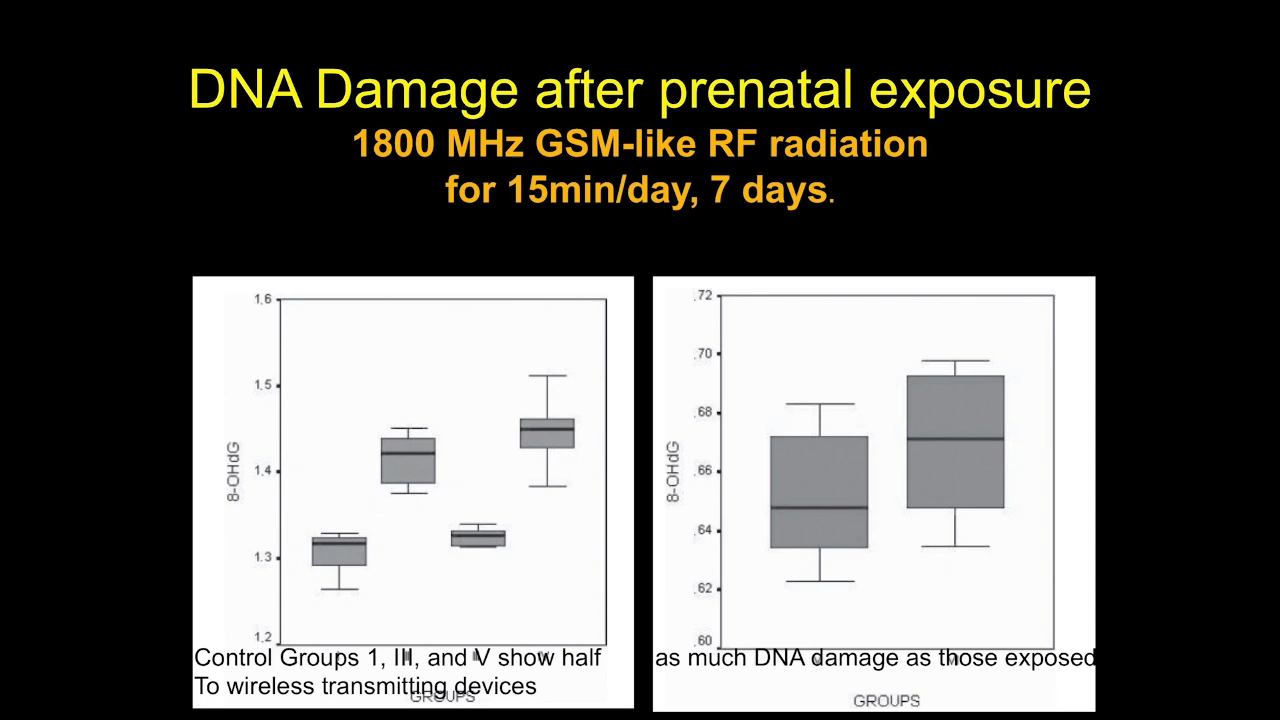 DNA Damage after prenatal exposure
1800 MHz GSM-like RF radiation
for 15min/day, 7 days.
1,6
1,5
1,4
1,3
1,2
8-OHdG
GROUPS
,72
,70
,68
,66
,64
,62
,60
8-OHdG
GROUPS
Control Groups 1, III, and V show half as much DNA damage as those exposed
To wireless transmitting devices